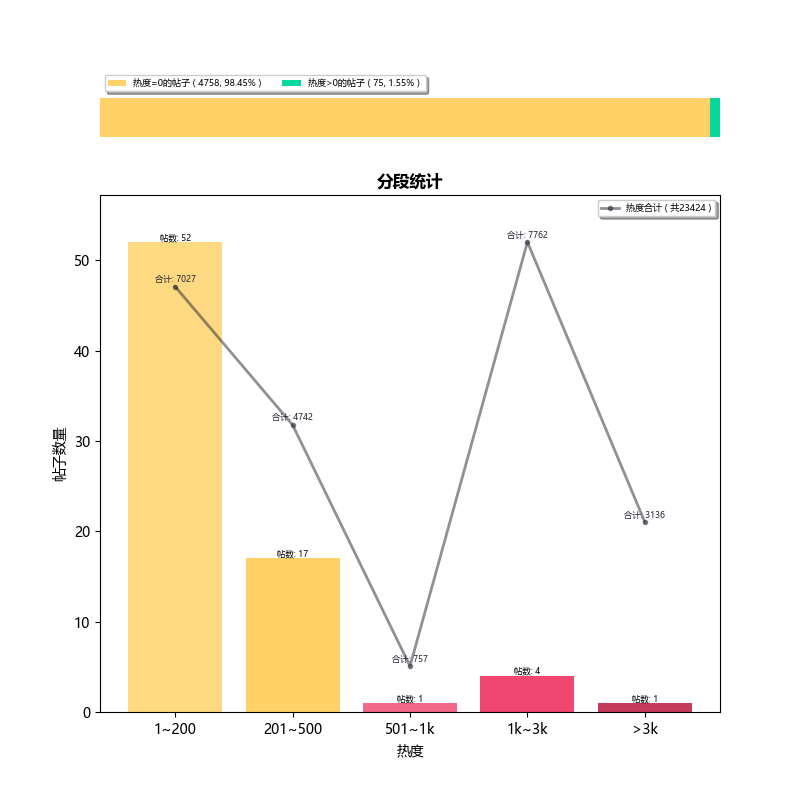 热度=0的帖子 ( 4758, 98.45% ) 热度>0的帖子 ( 75, 1.55% )
分段统计
热度合计 ( 共23424 )
帖数: 52
合计: 7027
合计: 4742
合计: 757
合计: 7762
合计: 3136
帖数: 17
帖数: 1
帖数: 4
帖数: 1
帖子数量
50
40
30
20
10
0
1~200 201~500 501~1k 1k~3k >3k
热度